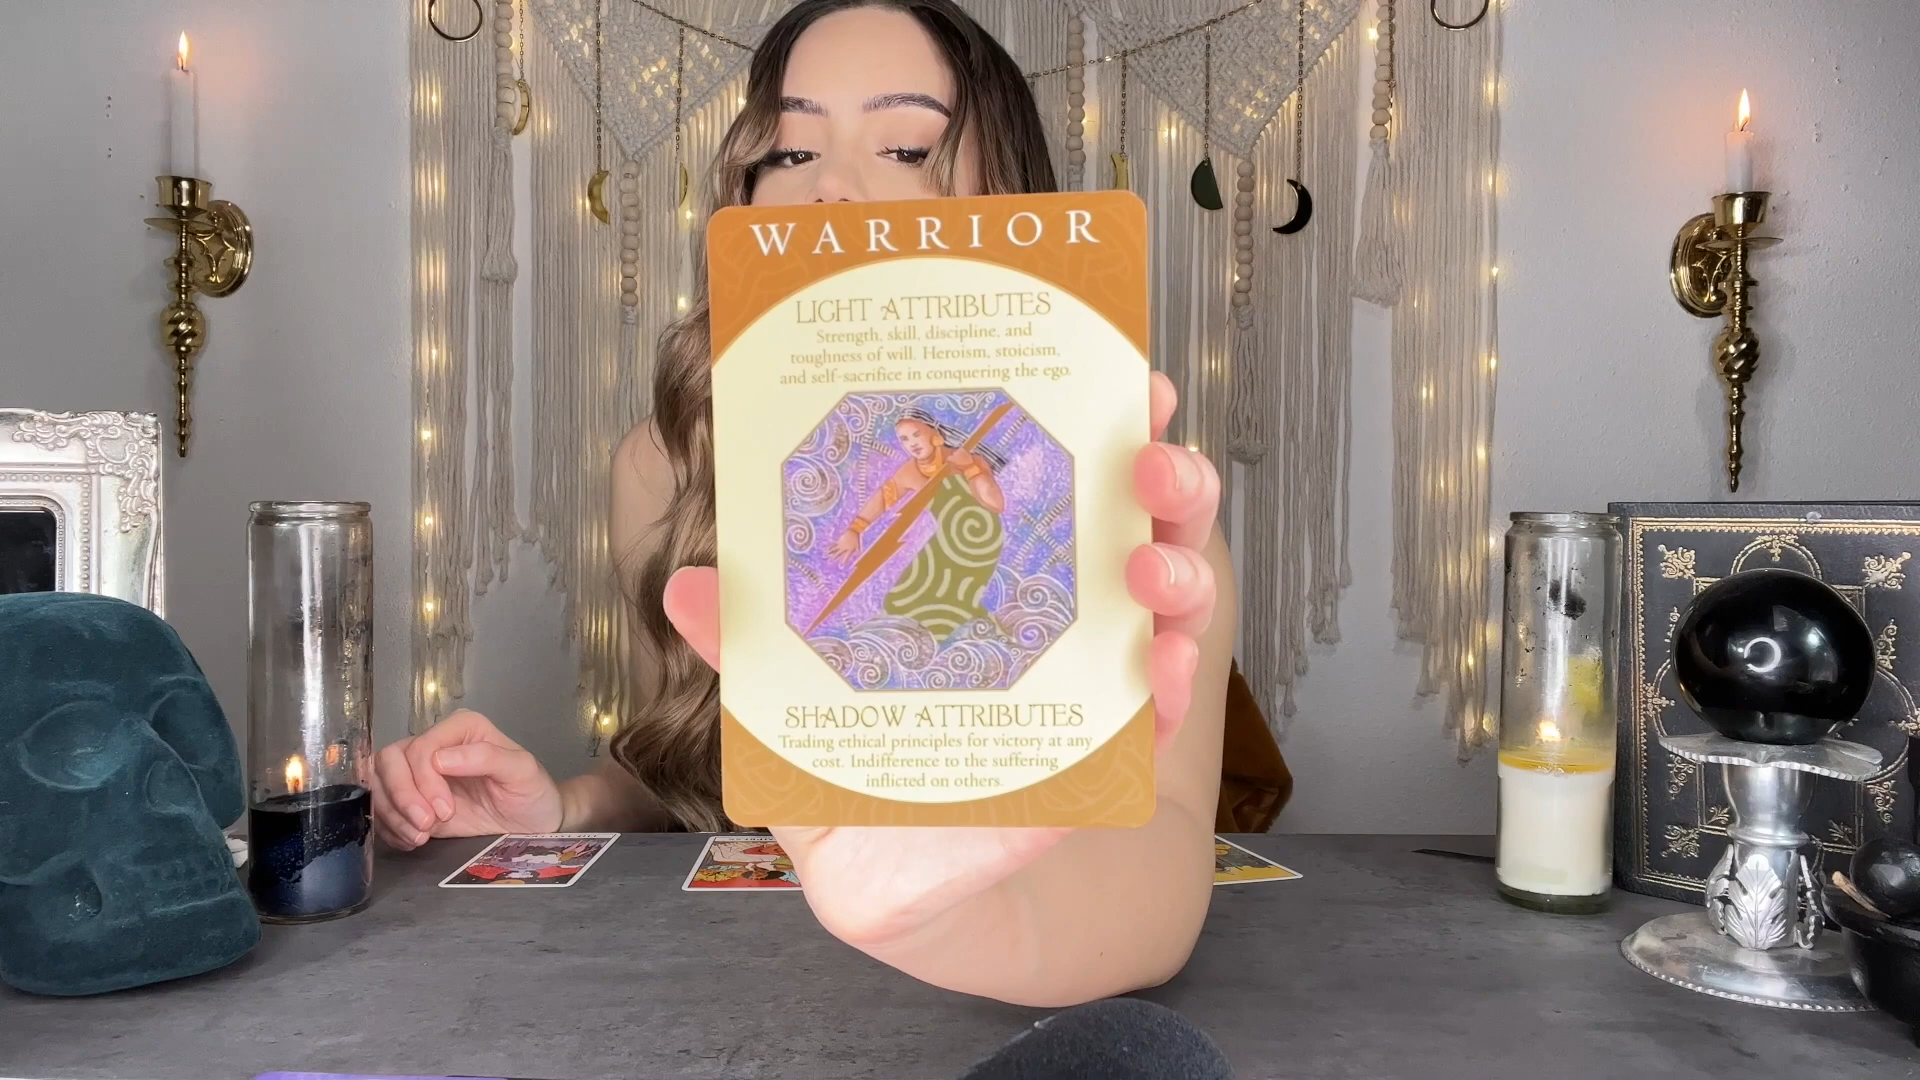 WARRIOR
LIGHT ATTRIBUTES
Strength, skill, discipline, and
toughness of will. Heroism, stoicism,
and self-sacrifice in conquering the ego.
SHADOW ATTRIBUTES
Trading ethical principles for victory at any
cost. Indifference to the suffering
inflicted on others.